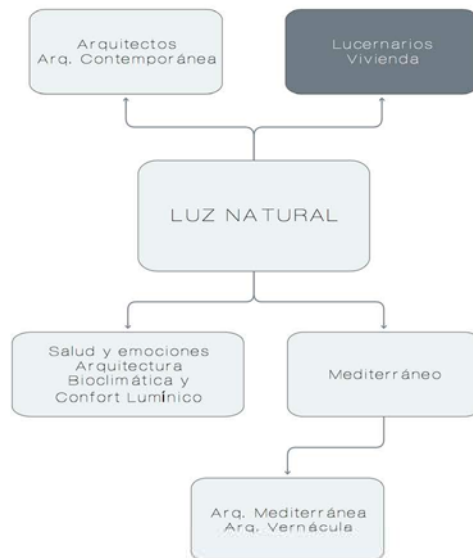 Arquitectos
Arq. Contemporánea
Lucernarios
Vivienda
LUZ NATURAL
Salud y emociones
Arquitectura
Bioclimática y
Confort Lumínico
Mediterráneo
Arq. Mediterránea
Arq. Vernácula